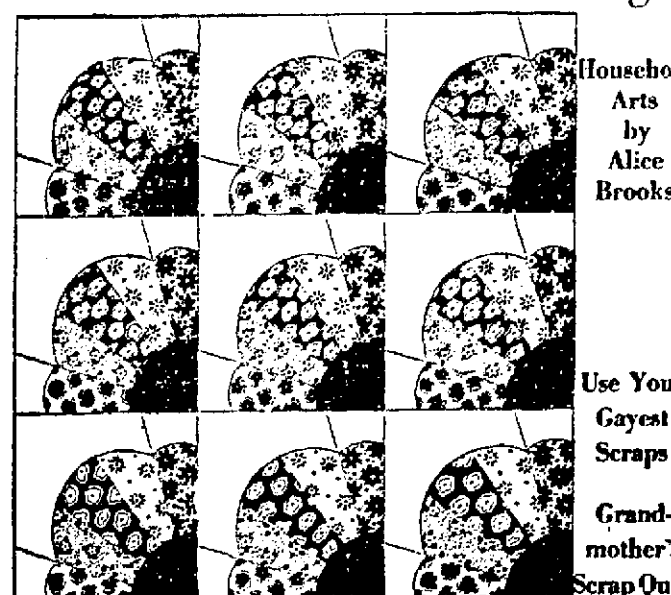 Househo
Arts
by
Alice
Brooks
Use You
Gayest
Scraps
Grand-
mother's
Scrap Qu